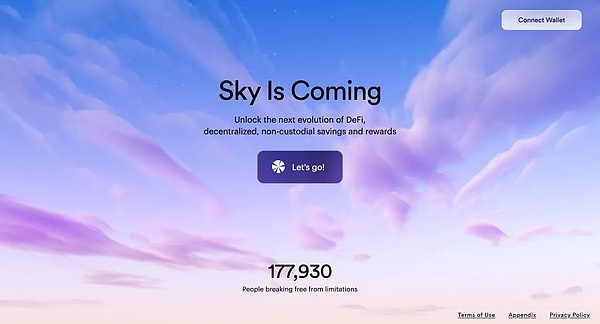 Connect Wallet
Sky Is Coming
Unlock the next evolution of DeFi,
decentralized, non-custodial savings and rewards
Let's go!
177,930
People breaking free from limitations
Terms of Use Appendix Privacy Policy